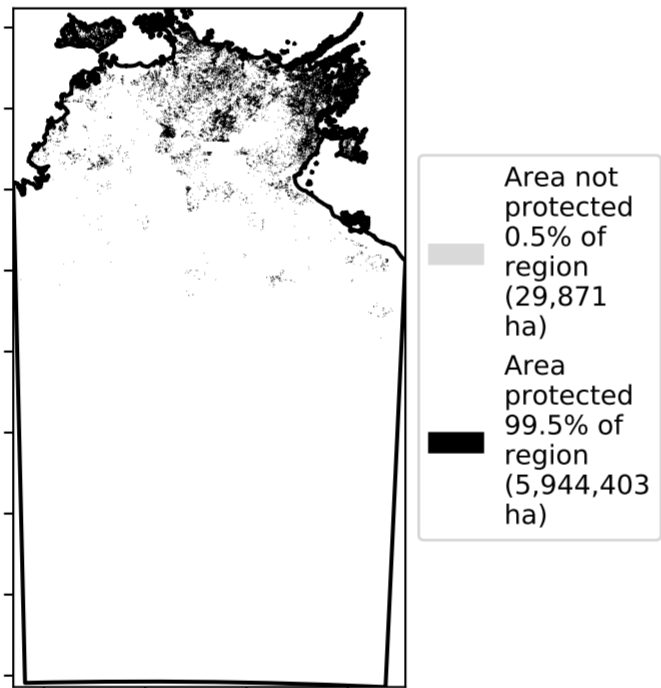 Area not
protected
0.5% of
region
(29,871
ha)
Area
protected
99.5% of
region
(5,944,403
ha)